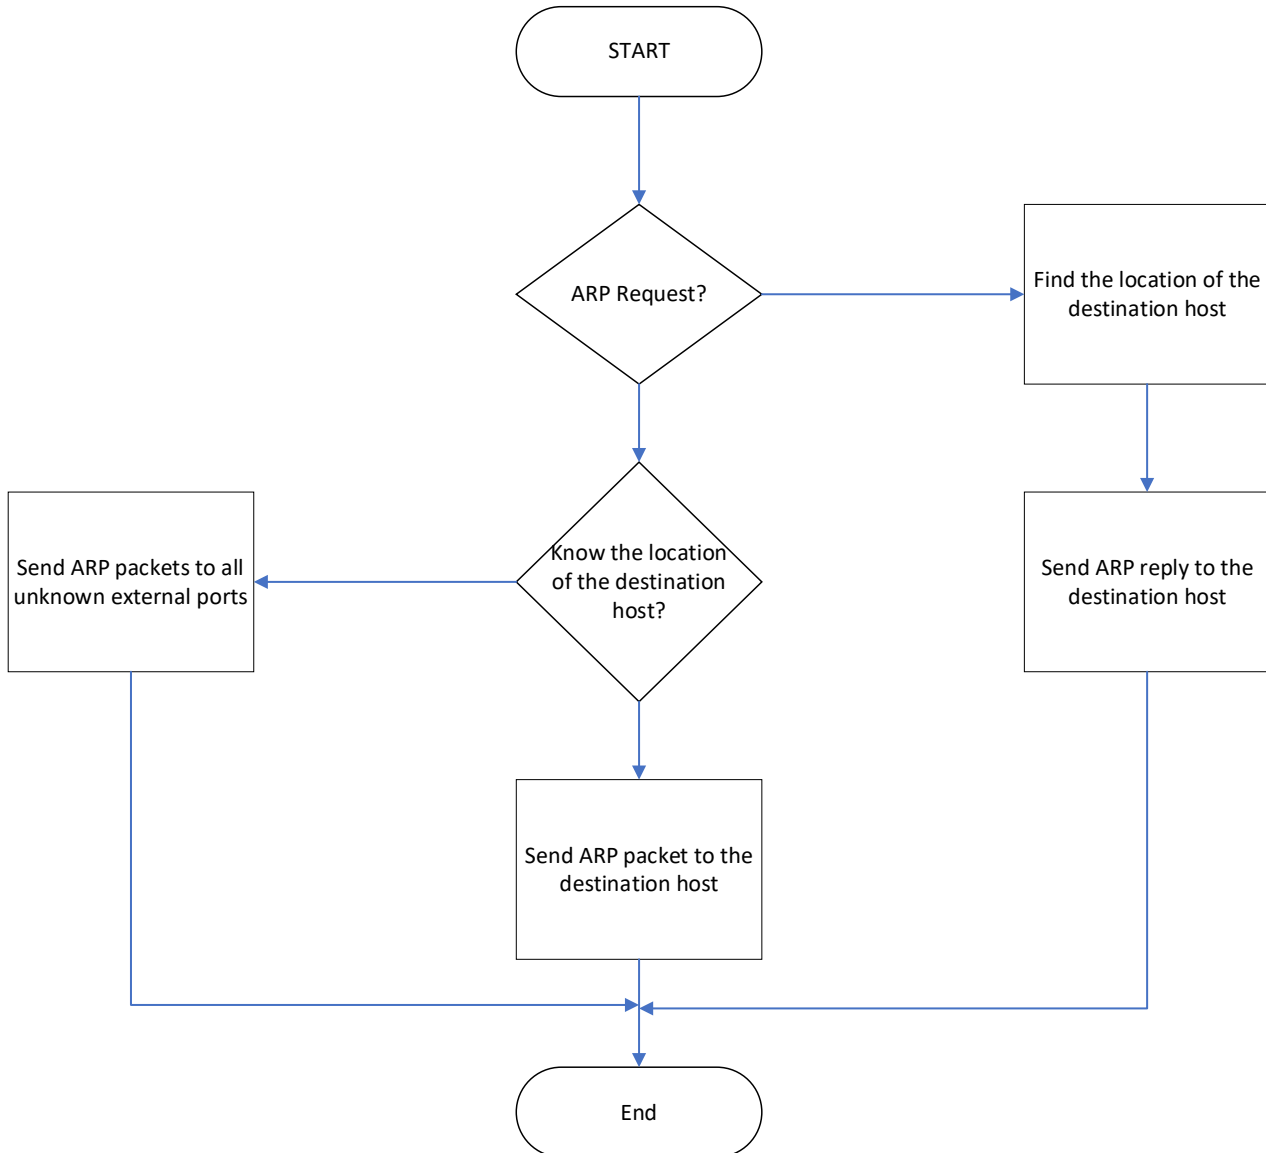 START
ARP Request?
Find the location of the
destination host
Know the location
of the destination
host?
Send ARP packets to all
unknown external ports
Send ARP reply to the
destination host
Send ARP packet to the
destination host
End